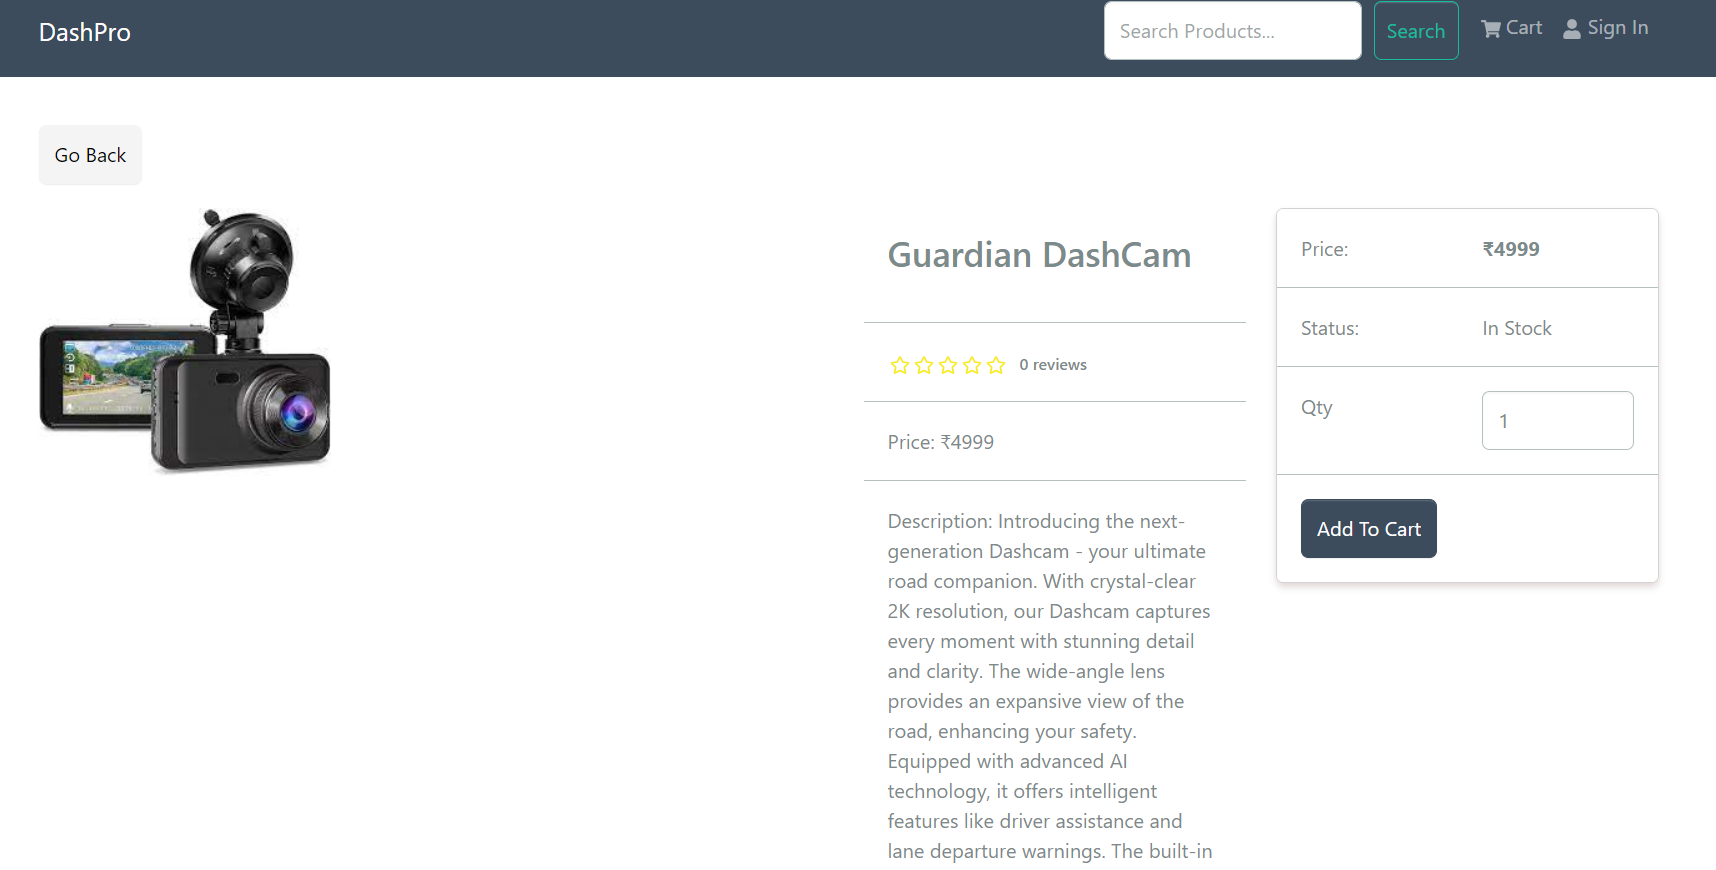 DashPro
Search Products...
Search
Cart
Sign In
Go Back
Guardian DashCam
0 reviews
Price: ₹4999
Description: Introducing the next-
generation Dashcam - your ultimate
road companion. With crystal-clear
2K resolution, our Dashcam captures
every moment with stunning detail
and clarity. The wide-angle lens
provides an expansive view of the
road, enhancing your safety.
Equipped with advanced AI
technology, it offers intelligent
features like driver assistance and
lane departure warnings. The built-in
Price: ₹4999
Status: In Stock
Qty 1
Add To Cart